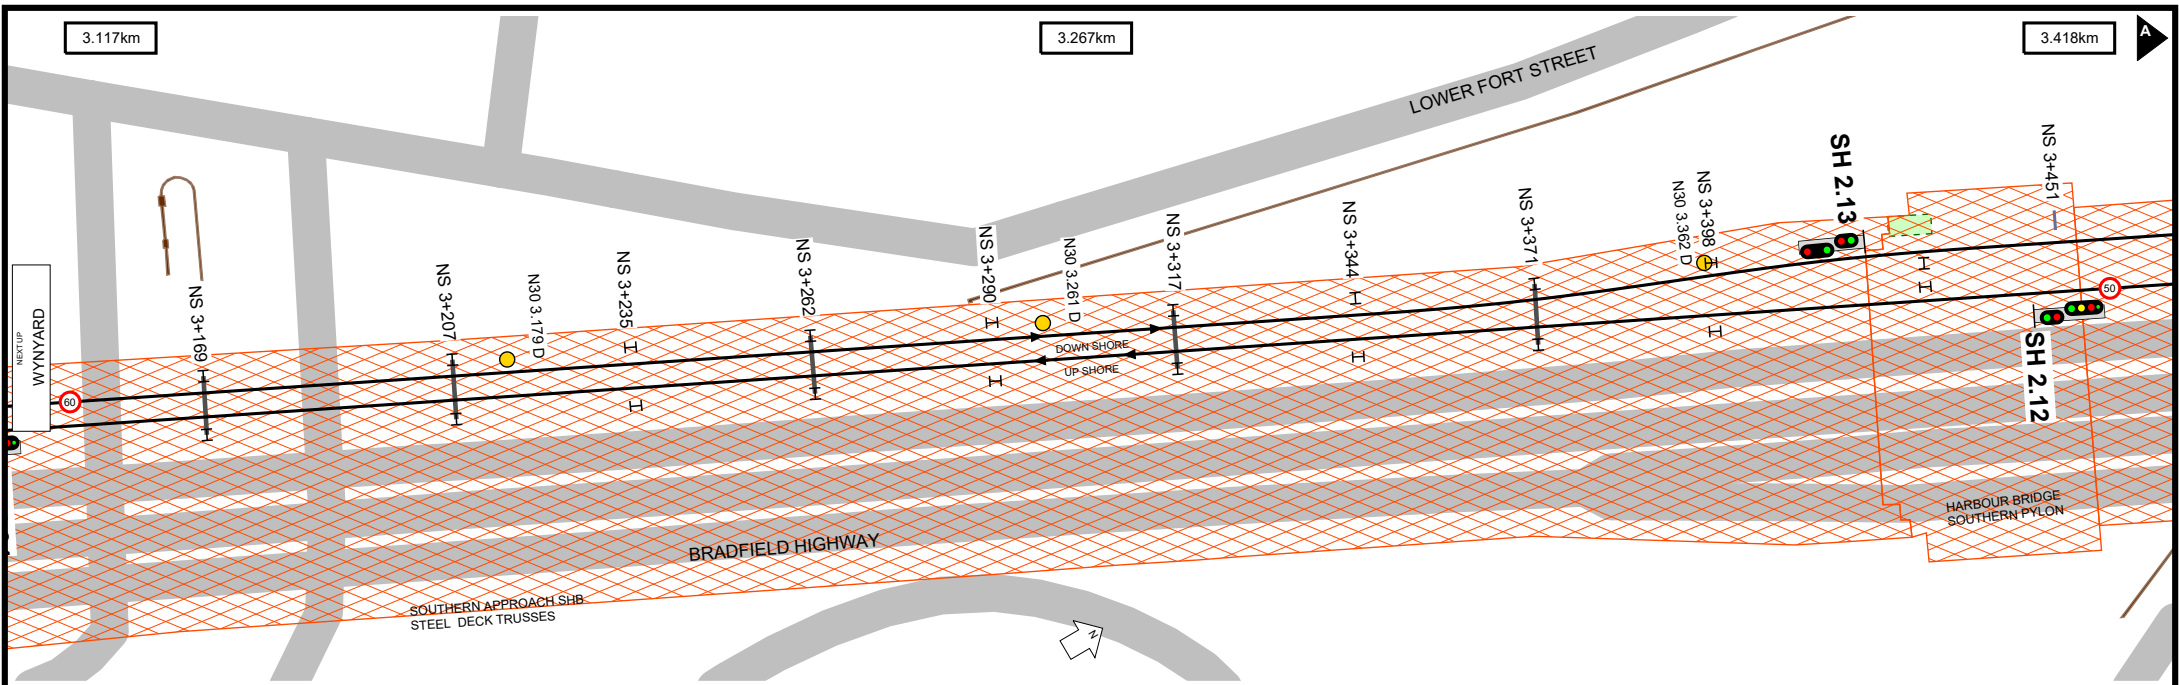 3.117km
3.267km
3.418km
A
LOWER FORT STREET
NS 3+451
SH 2.13
NS 3+398
N30 3.362 D
NS 3+371
NS 3+344
NS 3+317
N30 3.261 D
NS 3+290
NS 3+262
NS 3+235
N30 3.179 D
NS 3+207
NS 3+169
NEXT UP
WYNYARD
60
50
DOWN SHORE
UP SHORE
SH 2.12
HARBOUR BRIDGE
SOUTHERN PYLON
BRADFIELD HIGHWAY
SOUTHERN APPROACH SHB
STEEL DECK TRUSSES
N